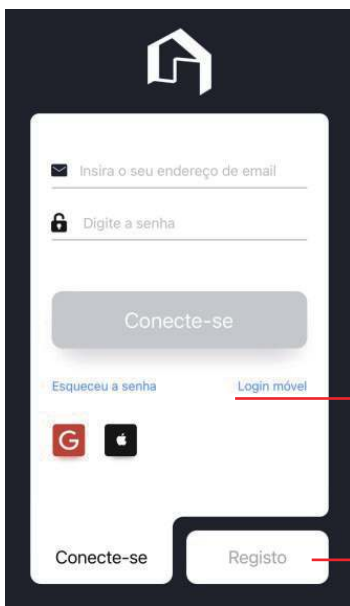 Insira o seu endereço de email
Digite a senha
Conecte-se
Esqueceu a senha Login móvel
G
Conecte-se Registo